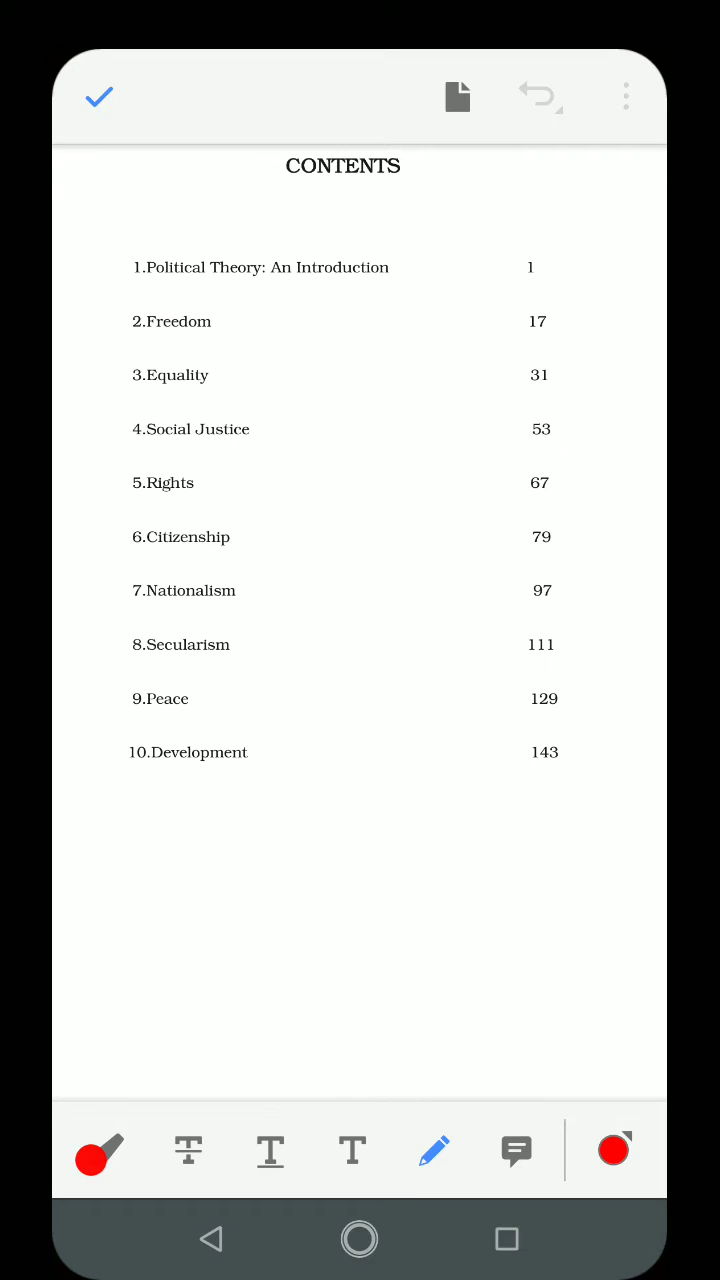 CONTENTS
1.Political Theory: An Introduction 1
2.Freedom 17
3.Equality 31
4.Social Justice 53
5.Rights 67
6.Citizenship 79
7.Nationalism 97
8.Secularism 111
9.Peace 129
10.Development 143